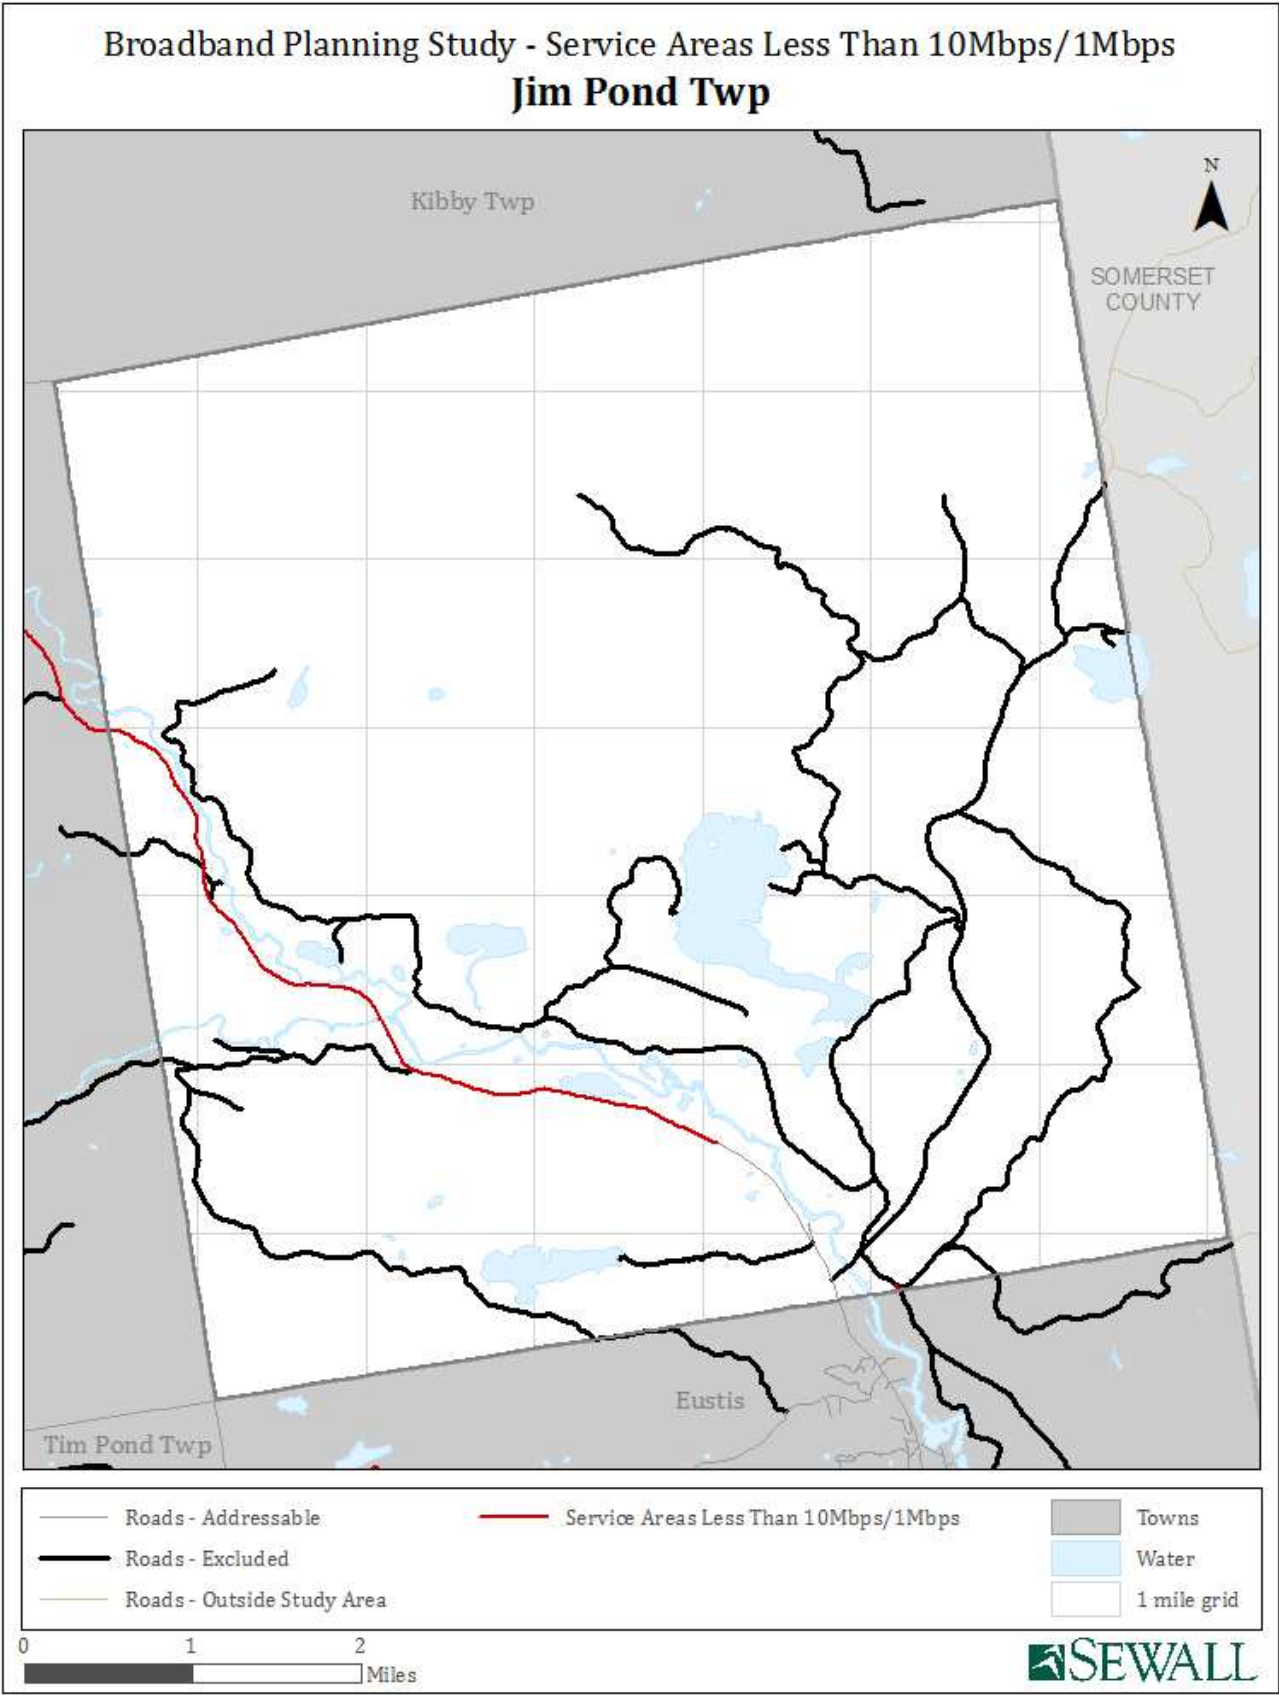 Broadband Planning Study - Service Areas Less Than 10Mbps/1Mbps
Jim Pond Twp
N
Kibby Twp
SOMERSET
COUNTY
Eustis
Tim Pond Twp
Roads - Addressable
Service Areas Less Than 10Mbps/1Mbps
Towns
Roads - Excluded
Water
Roads - Outside Study Area
1 mile grid
0 1 2
Miles
SEWALL